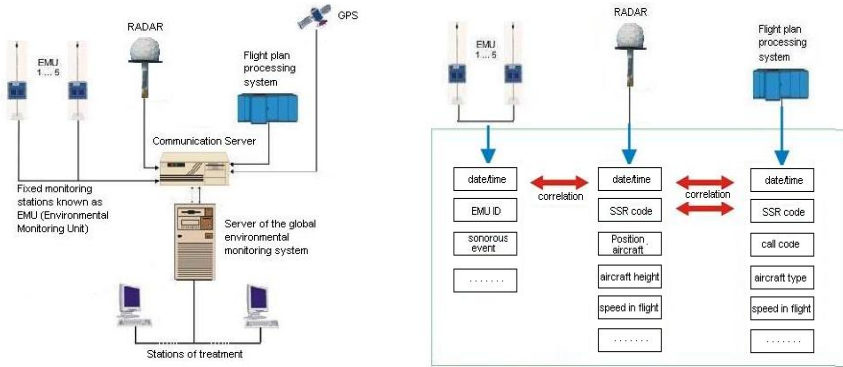 GPS
RADAR
EMU
1 ... 5
Flight plan
processing
system
Communication Server
Fixed monitoring
stations known as
EMU (Environmental
Monitoring Unit)
Server of the global
environmental
monitoring system
Stations of treatment
RADAR
EMU
1 ... 5
Flight plan
processing
system
date/time
EMU ID
sonorous
event
. . . . . . .
correlation
date/time
SSR code
Position
aircraft
aircraft height
speed in flight
. . . . . . .
correlation
date/time
SSR code
call code
aircraft type
speed in flight
. . . . . . .